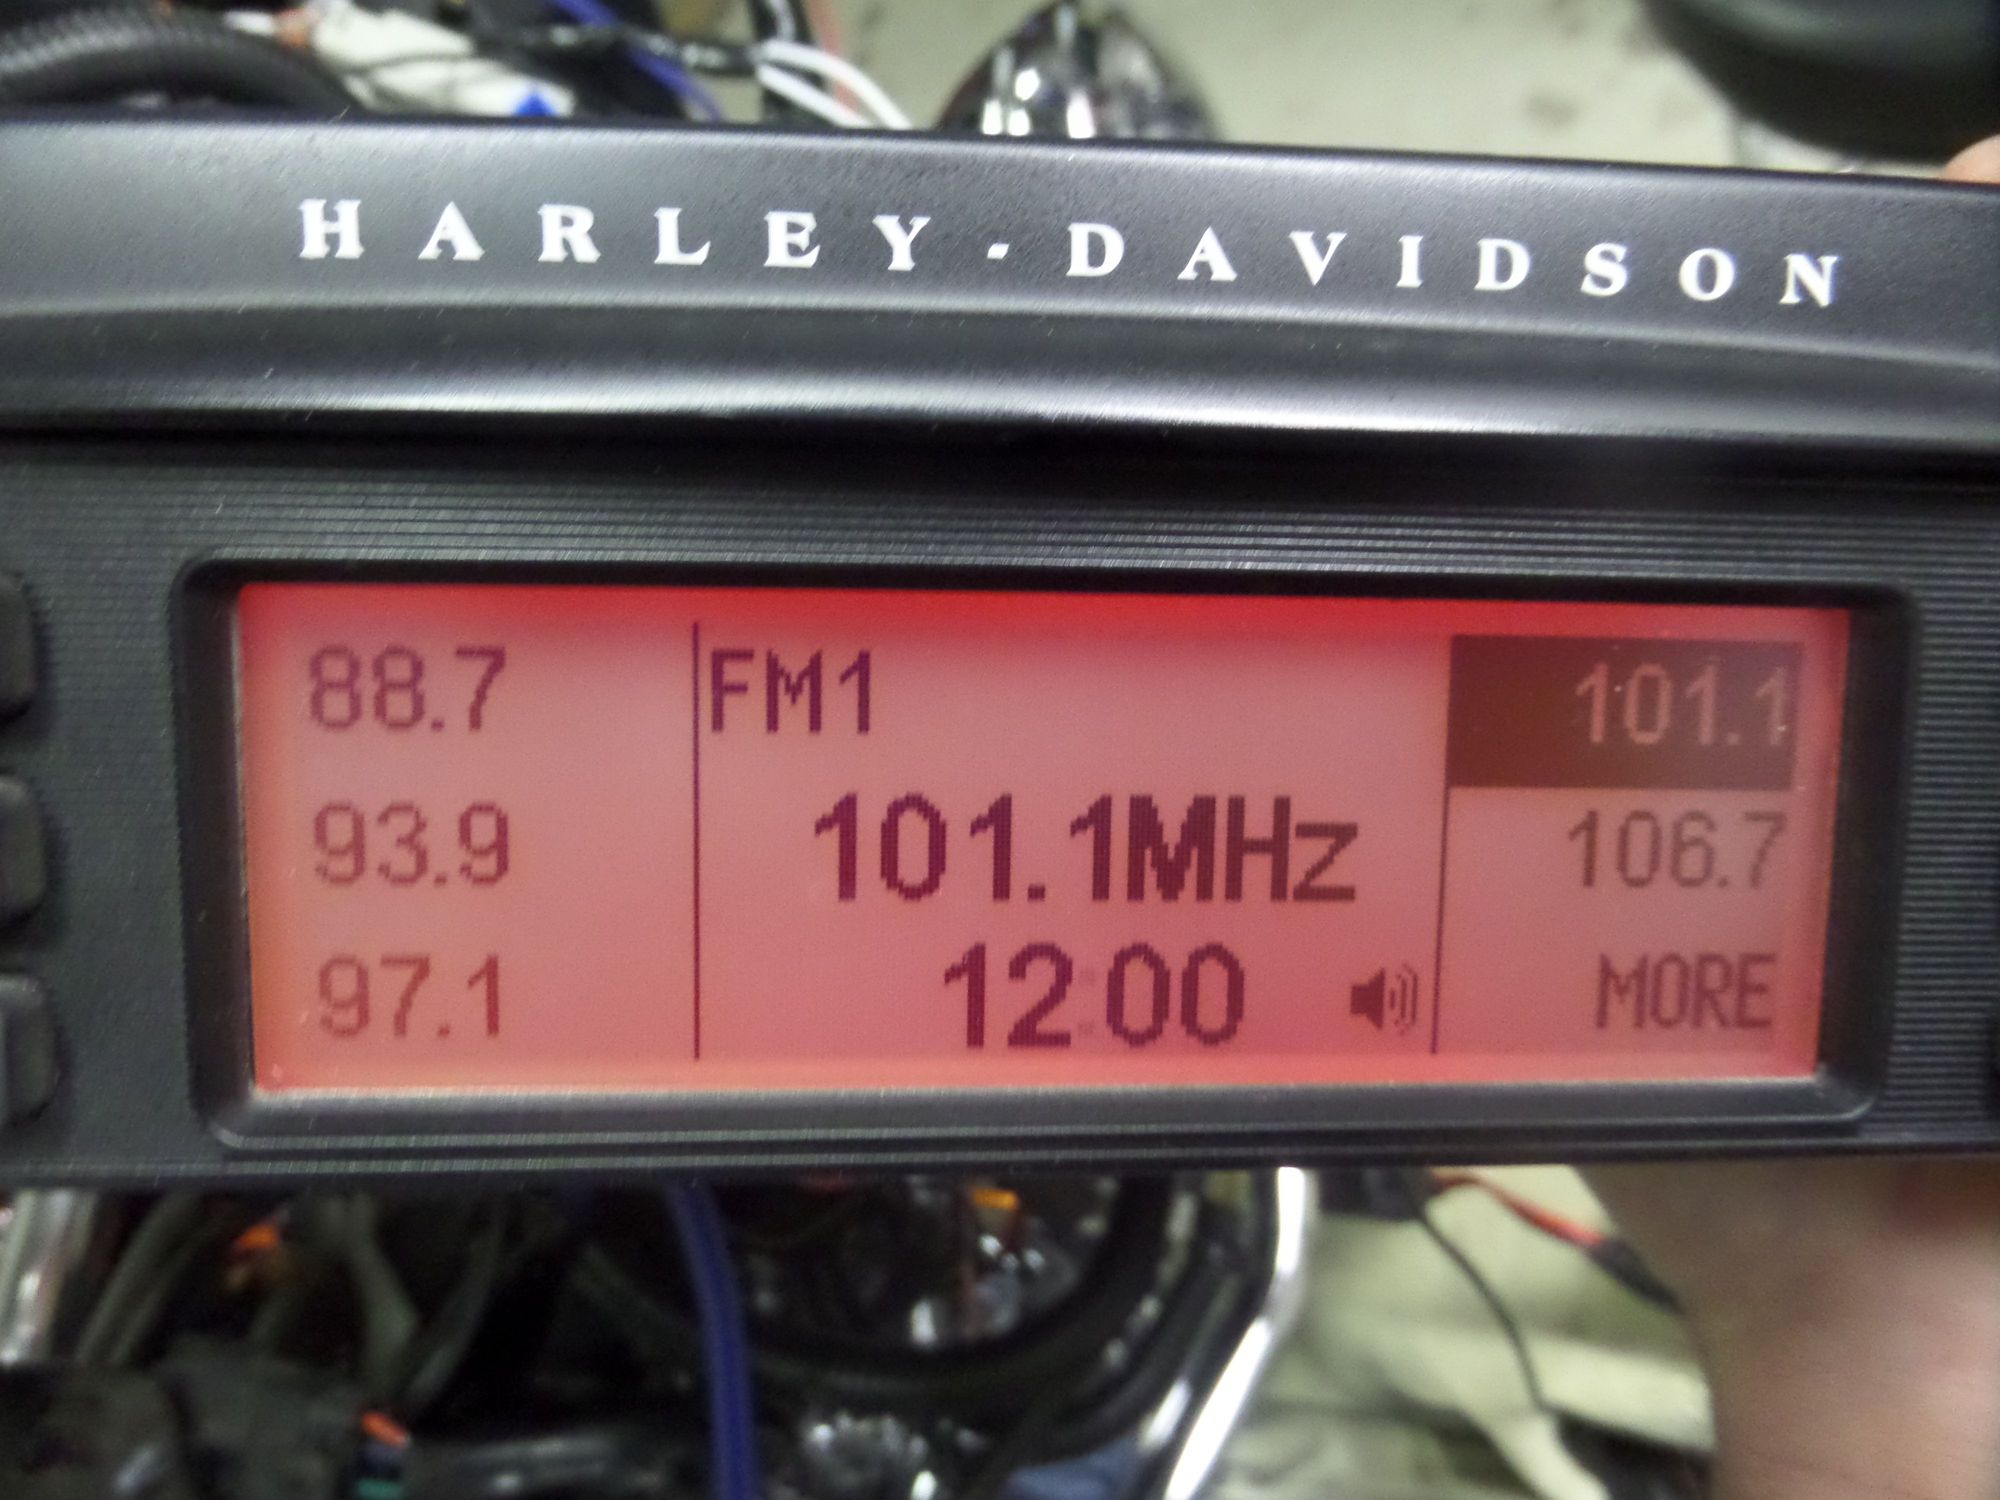 HARLEY-DAVIDSON
88.7
FM1
101.1
93.9
101.1MHz
106.7
97.1
12:00
MORE